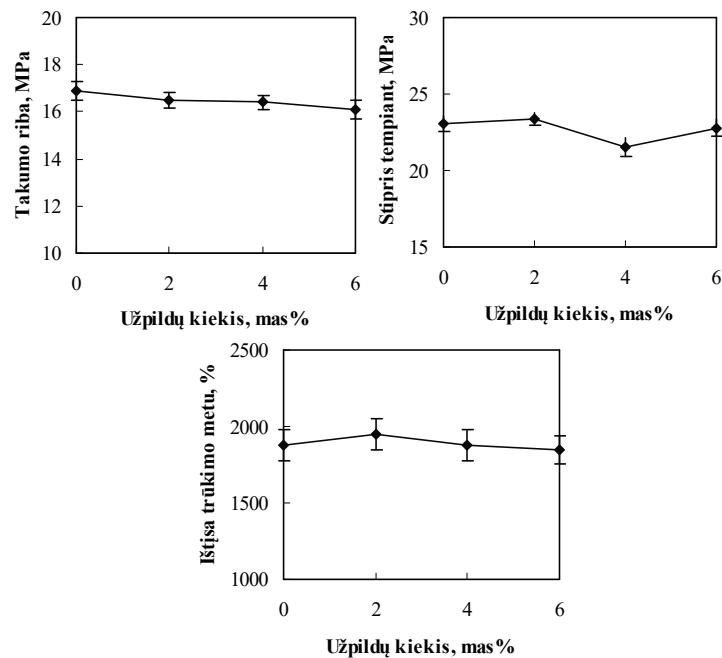 Takumo riba, MPa
20
18
16
14
12
10
0 2 4 6
Užpildų kiekis, mas%
Stipris tempiant, MPa
30
25
20
15
0 2 4 6
Užpildų kiekis, mas%
Ištįsa trūkimo metu, %
2500
2000
1500
1000
0 2 4 6
Užpildų kiekis, mas%